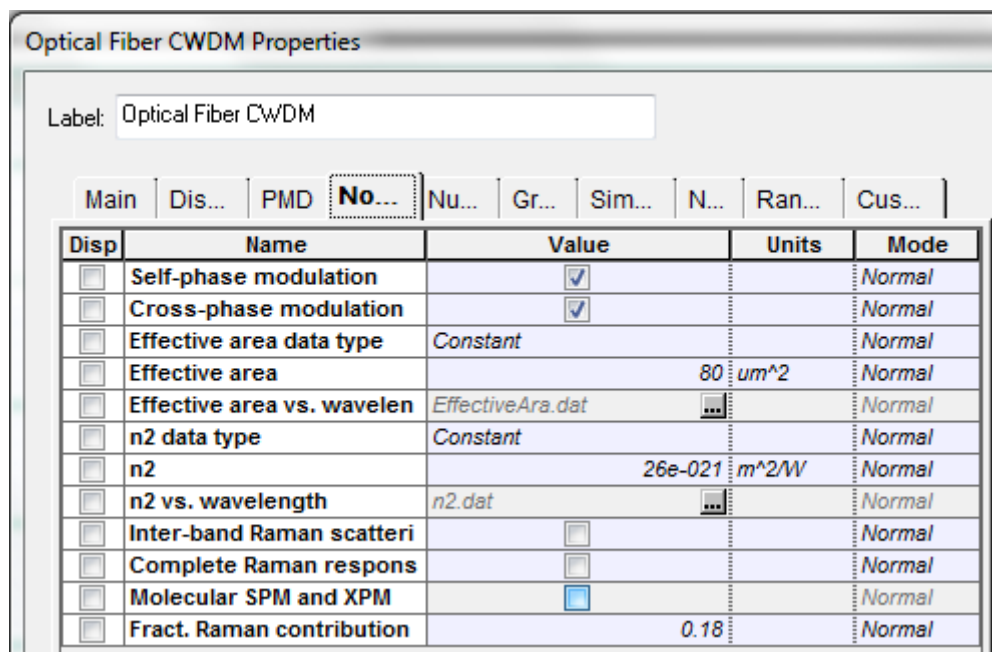 Optical Fiber CWDM Properties
Label: Optical Fiber CWDM
Main Dis... PMD No... Nu... Gr... Sim... N... Ran... Cus...
Disp Name Value Units Mode
Self-phase modulation Normal
Cross-phase modulation Normal
Effective area data type Constant Normal
Effective area 80 um^2 Normal
Effective area vs. wavelen EffectiveAra.dat ... Normal
n2 data type Constant Normal
n2 26e-021 m^2/W Normal
n2 vs. wavelength n2.dat ... Normal
Inter-band Raman scatteri Normal
Complete Raman respons Normal
Molecular SPM and XPM Normal
Fract. Raman contribution 0.18 Normal